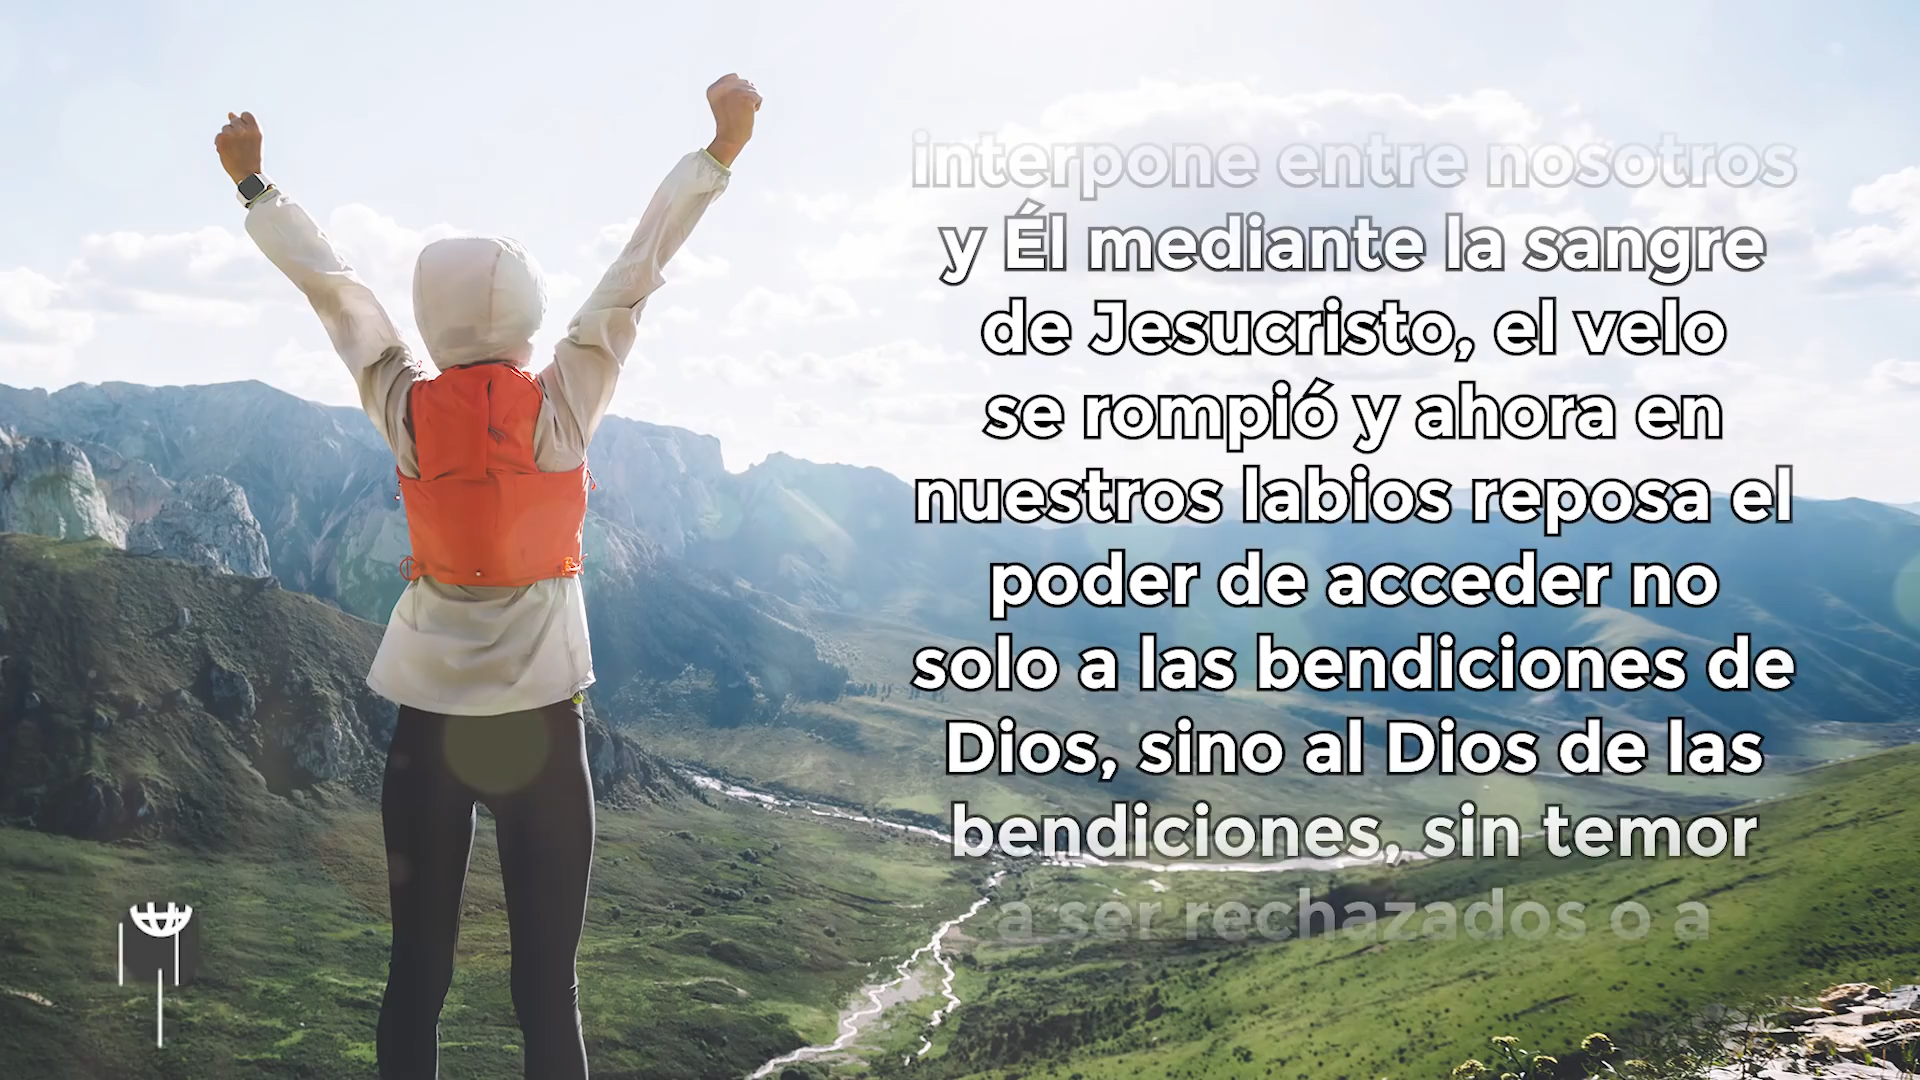 interpone entre nosotros
y Él mediante la sangre
de Jesucristo, el velo
se rompió y ahora en
nuestros labios reposa el
poder de acceder no
solo a las bendiciones de
Dios, sino al Dios de las
bendiciones, sin temor
a ser rechazados o a